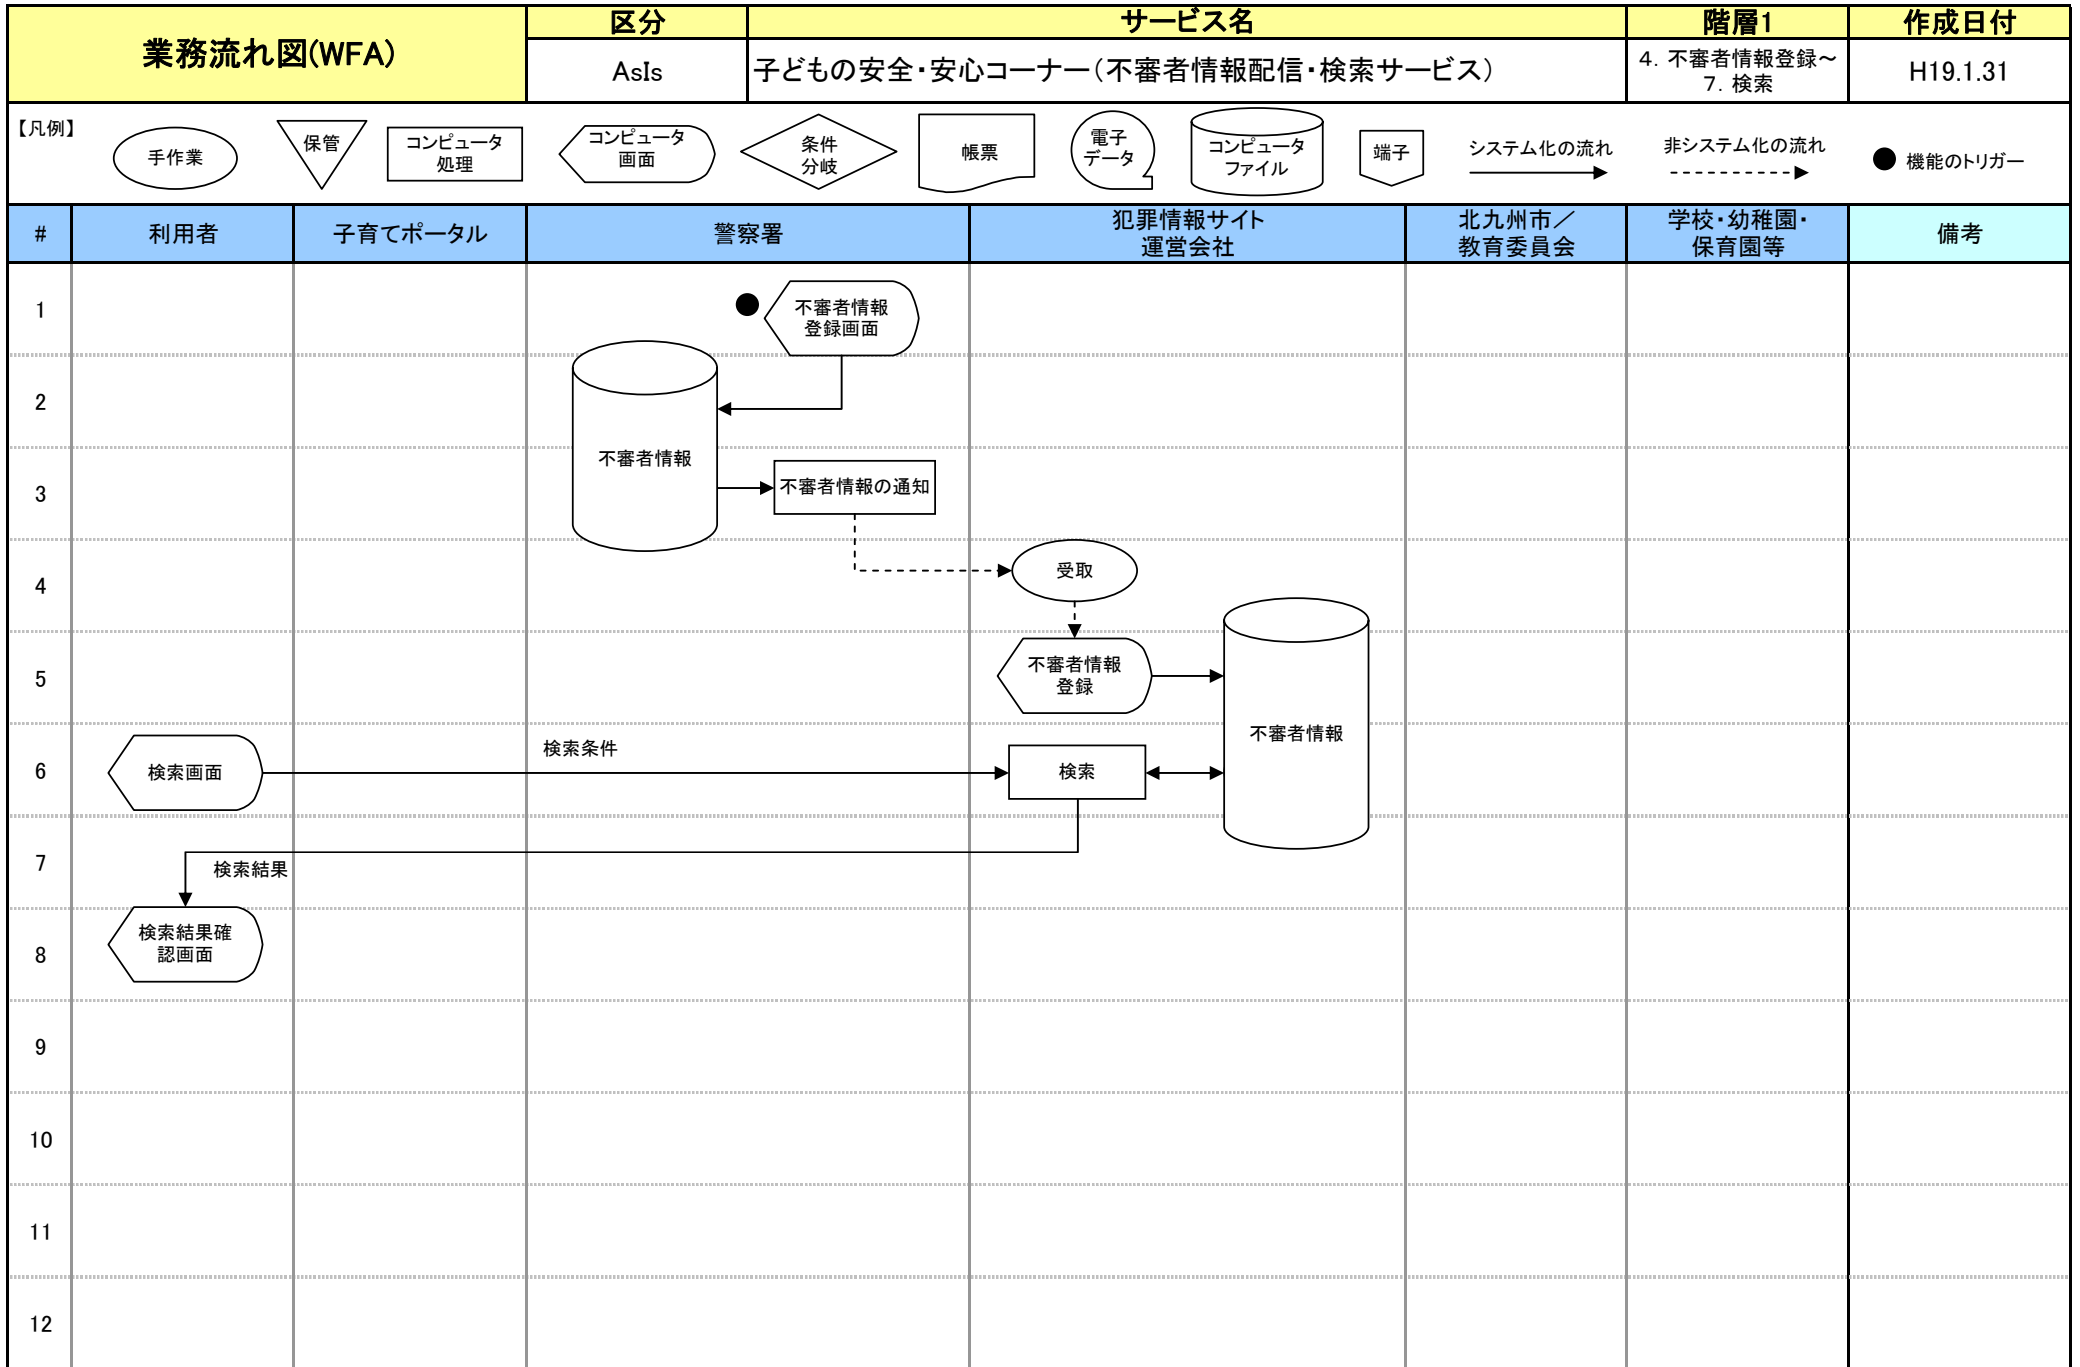 業務流れ図(WFA)
区分
サービス名
階層1
作成日付
AsIs
子どもの安全・安心コーナー（不審者情報配信・検索サービス）
4．不審者情報登録～
7．検索
H19.1.31
【凡例】
手作業
保管
コンピュータ
処理
コンピュータ
画面
条件
分岐
帳票
電子
データ
コンピュータ
ファイル
端子
システム化の流れ
非システム化の流れ
機能のトリガー
#
利用者
子育てポータル
警察署
犯罪情報サイト
運営会社
北九州市／
教育委員会
学校・幼稚園・
保育園等
備考
1
不審者情報
登録画面
2
不審者情報
3
不審者情報の通知
4
受取
5
不審者情報
登録
不審者情報
6
検索画面
検索条件
検索
7
検索結果
8
検索結果確
認画面
9
10
11
12